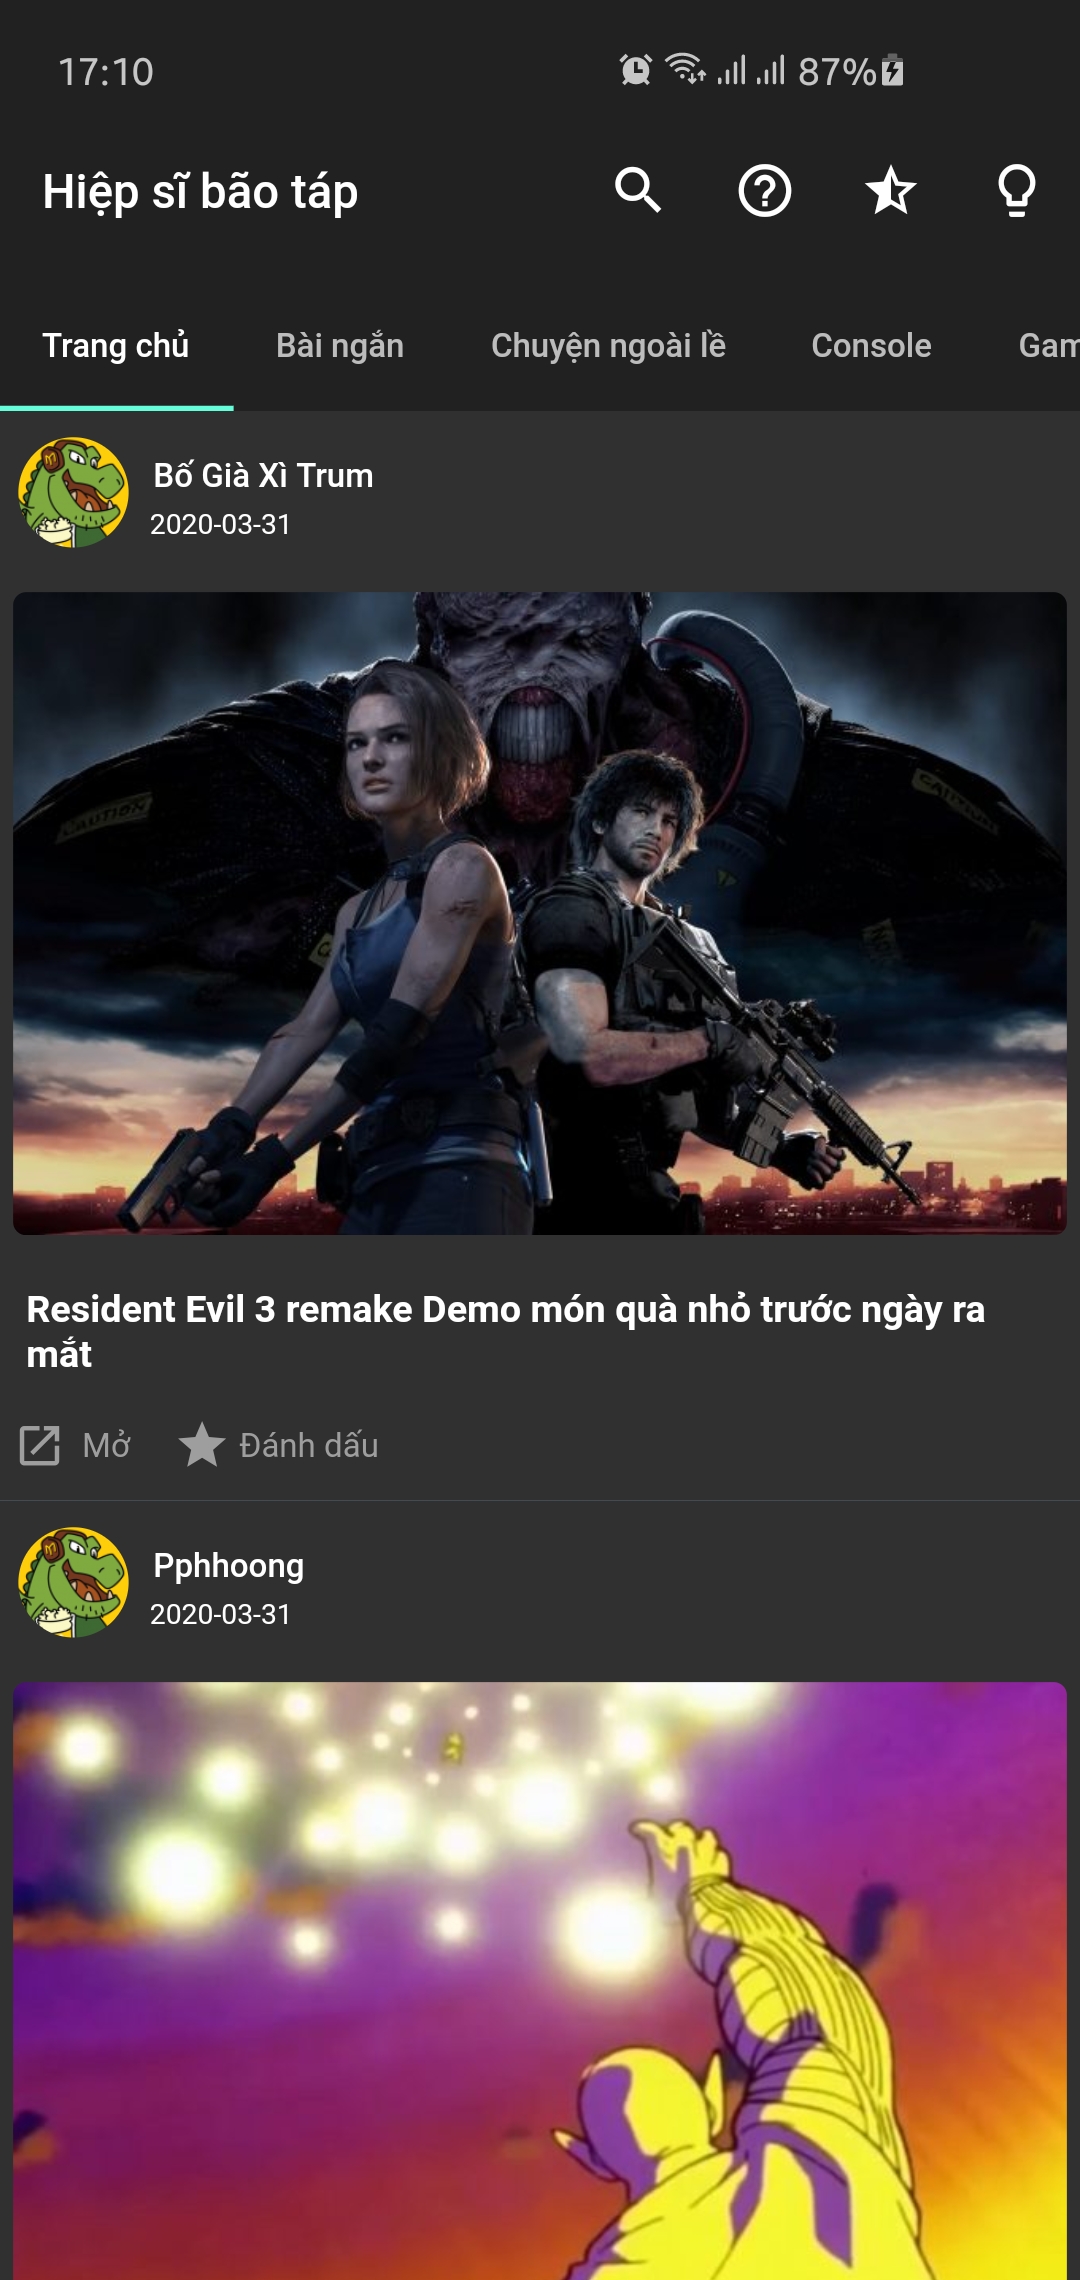 17:10
87%
Hiệp sĩ bão táp
Trang chủ
Bài ngắn
Chuyện ngoài lề
Console
Gam
Bố Già Xì Trum
2020-03-31
CAUTION
Resident Evil 3 remake Demo món quà nhỏ trước ngày ra
mắt
Mở
Đánh dấu
Pphhoong
2020-03-31